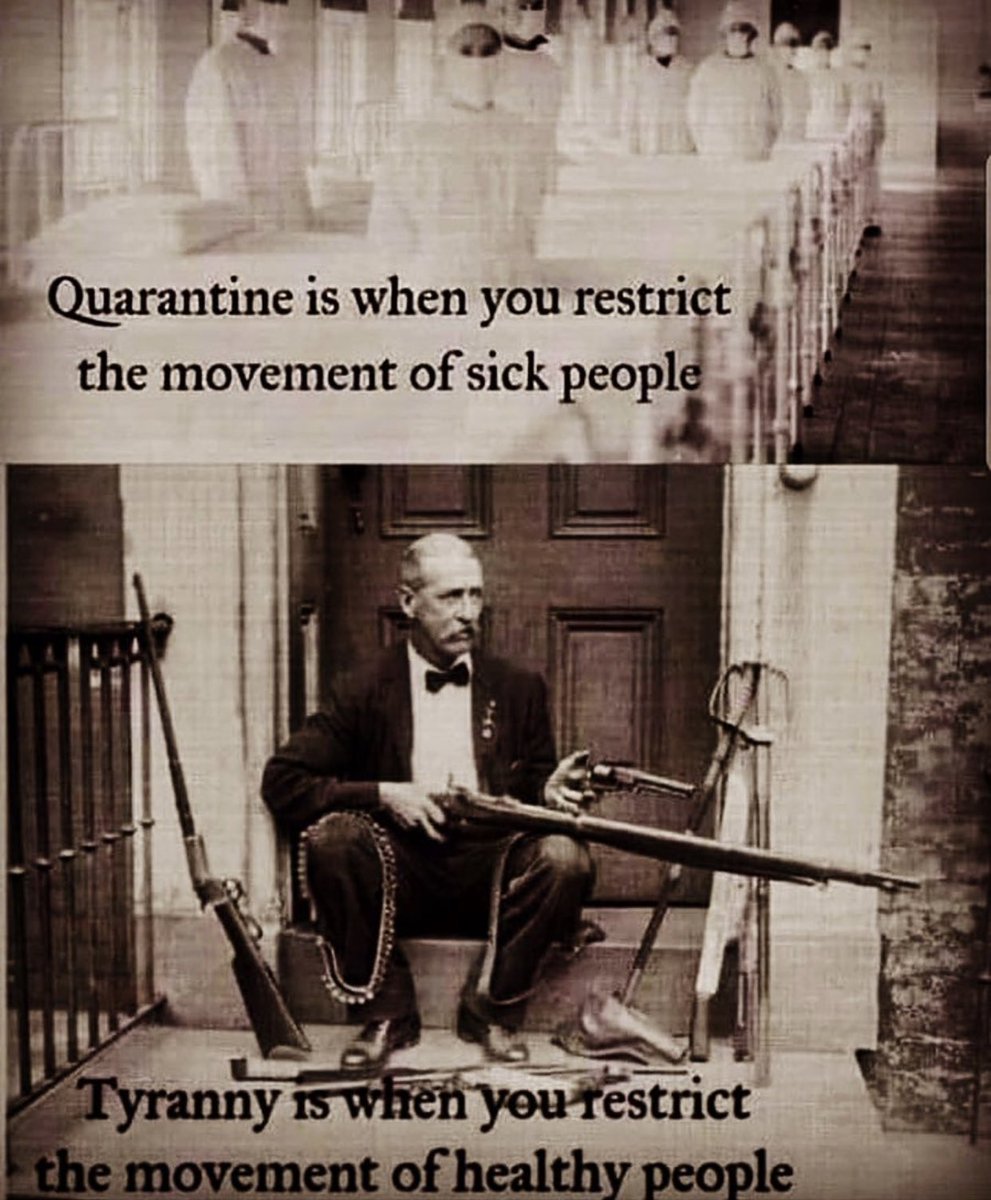 Quarantine is when you restrict
the movement of sick people
Tyranny is when you restrict
the movement of healthy people